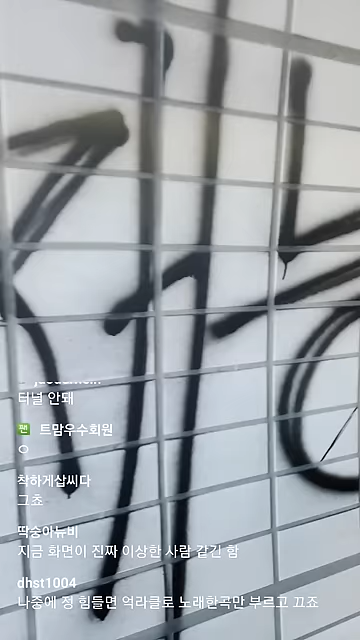 터널 안돼
팬 트맘우수회원
ㅇ
착하게삽씨다
그쵸
딱숭아뉴비
지금 화면이 진짜 이상한 사람 같긴 함
dhst1004
나중에 정 힘들면 억라클로 노래한곡만 부르고 끄죠